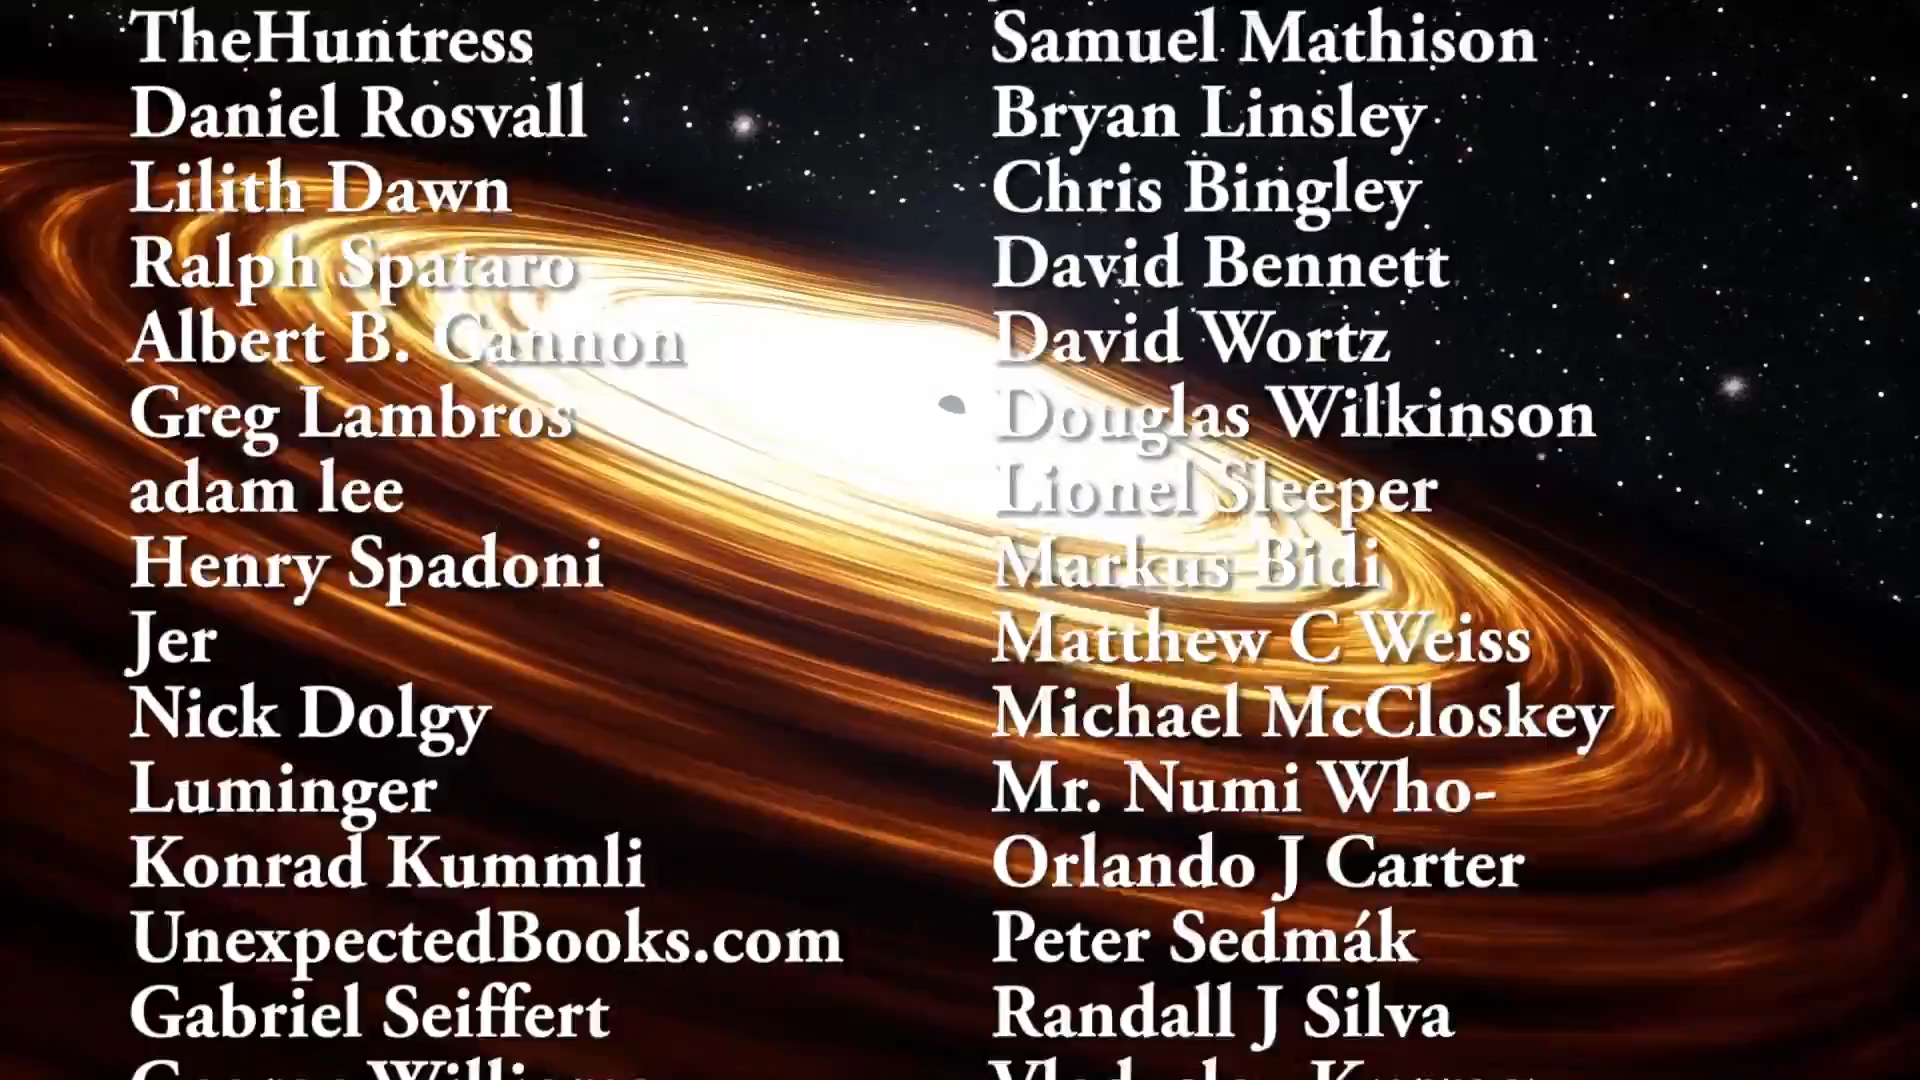 TheHuntress
Daniel Rosvall
Lilith Dawn
Ralph Spataro
Albert B. Cannon
Greg Lambros
adam lee
Henry Spadoni
Jer
Nick Dolgy
Luminger
Konrad Kummli
UnexpectedBooks.com
Gabriel Seiffert
Samuel Mathison
Bryan Linsley
Chris Bingley
David Bennett
David Wortz
Douglas Wilkinson
Lionel Sleeper
Markus Bidi
Matthew C Weiss
Michael McCloskey
Mr. Numi Who-
Orlando J Carter
Peter Sedmák
Randall J Silva